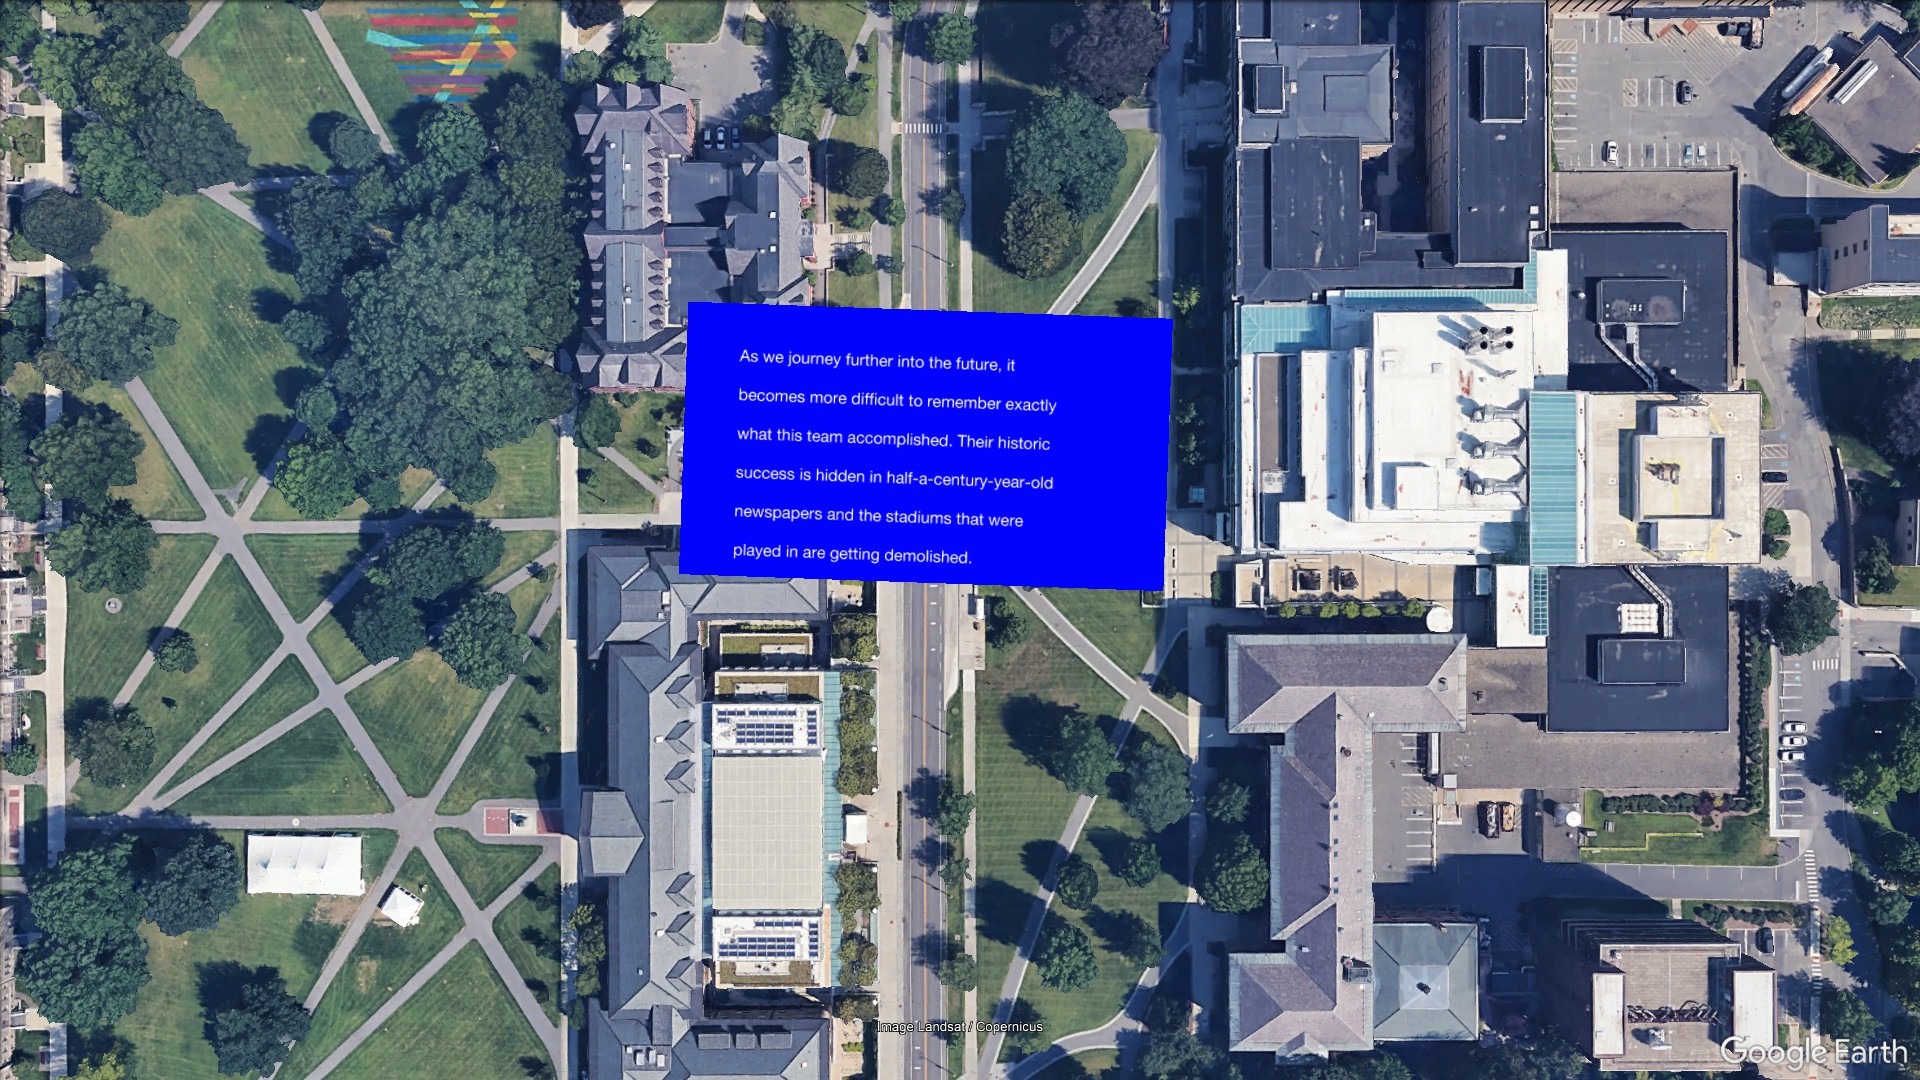 As we journey further into the future, it
becomes more difficult to remember exactly
what this team accomplished. Their historic
success is hidden in half-a-century-year-old
newspapers and the stadiums that were
played in are getting demolished.
Image Landsat / Copernicus
Google Earth